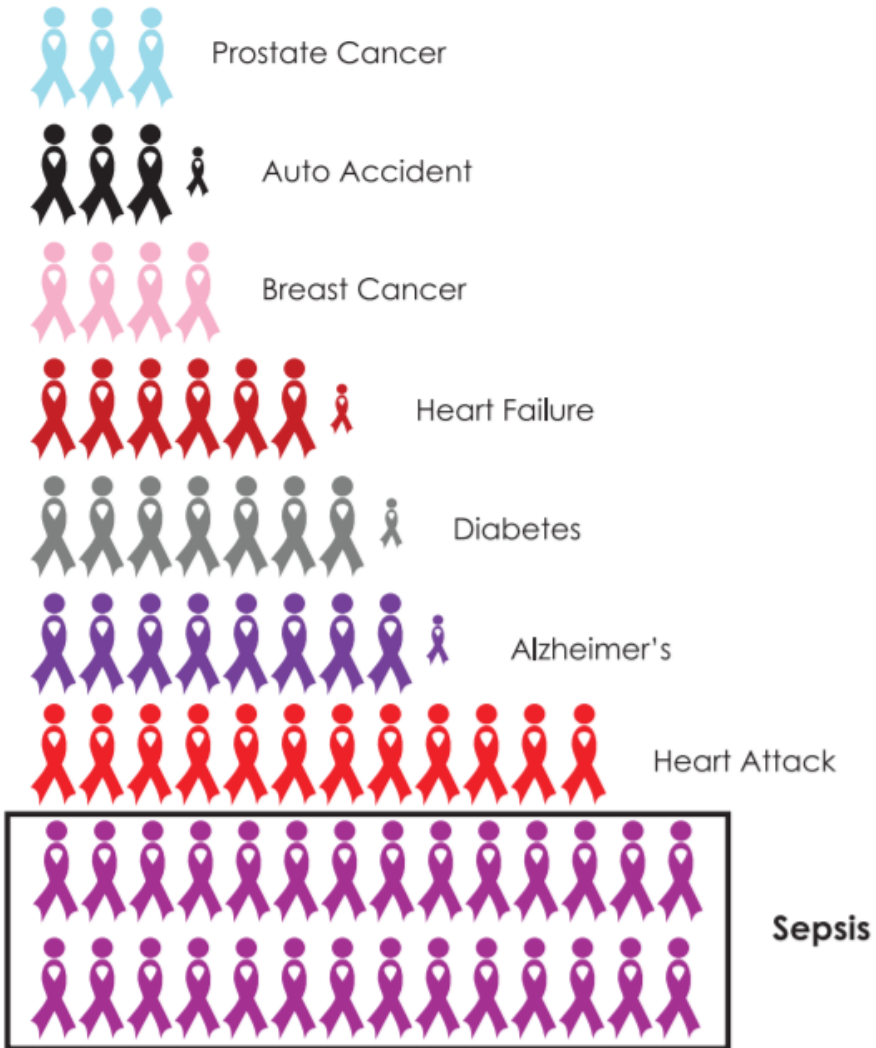 Prostate Cancer
Auto Accident
Breast Cancer
Heart Failure
Diabetes
Alzheimer’s
Heart Attack
Sepsis